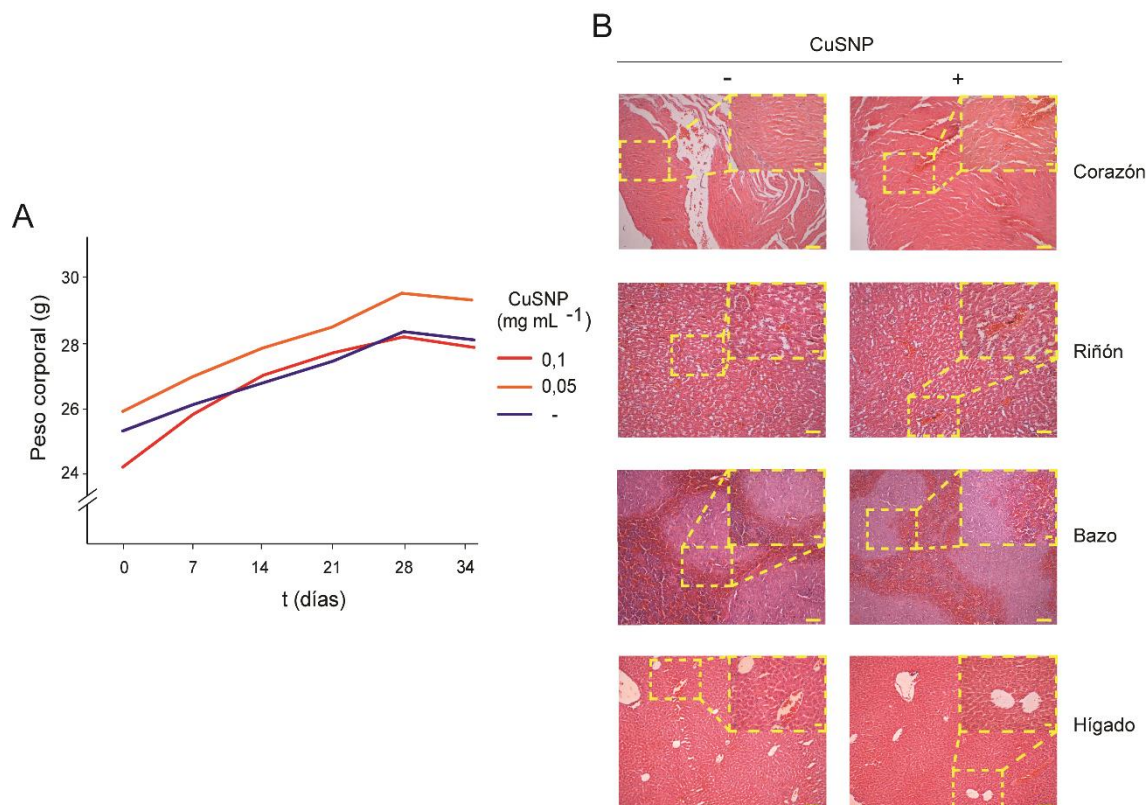 A
Peso corporal (g)
30
28
26
24
0 7 14 21 28 34
t (días)
CuSNP
(mg mL -1)
0,1
0,05
-
B
CuSNP
- +
Corazón
Riñón
Bazo
Hígado